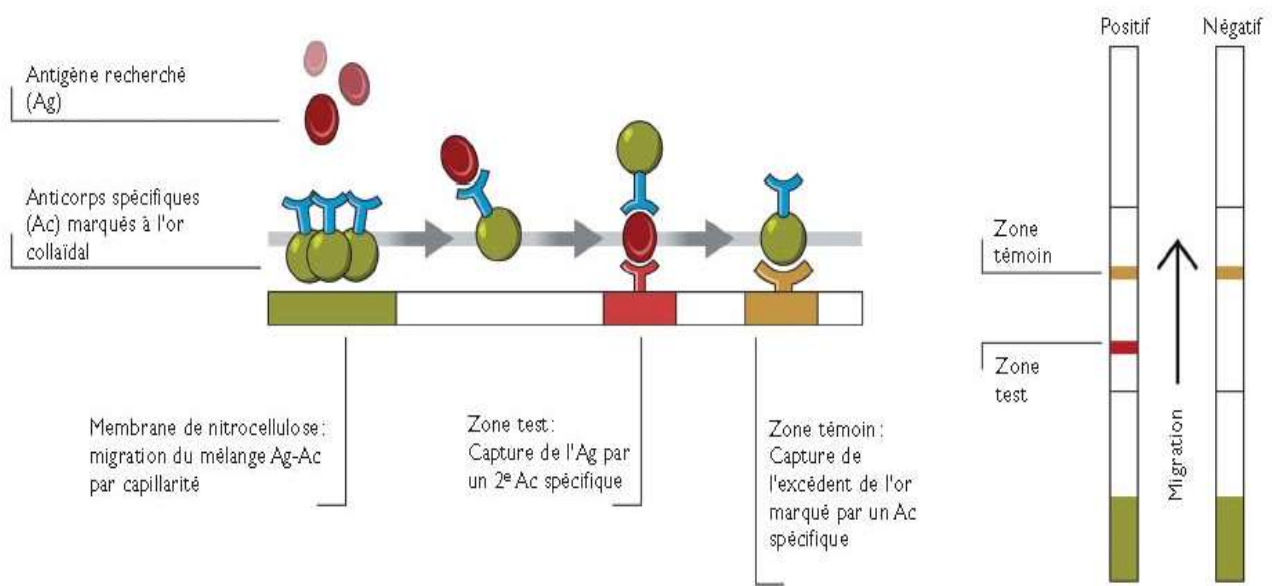 Antigène recherché
(Ag)
Anticorps spécifiques
(Ac) marqués à l'or
collaïdal
Membrane de nitrocellulose:
migration du mélange Ag-Ac
par capillarité
Zone test:
Capture de l'Ag par
un 2e Ac spécifique
Zone témoin:
Capture de
l'excédent de l'or
marqué par un Ac
spécifique
Positif
Négatif
Zone
témoin
Zone
test
Migration